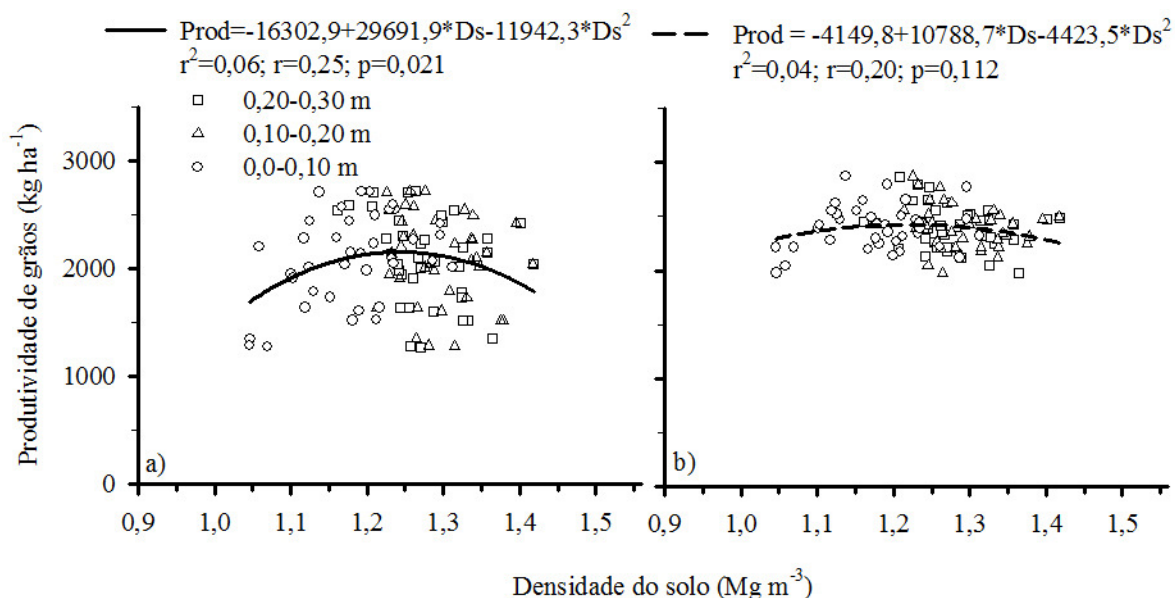 Prod=-16302,9+29691,9*Ds-11942,3*Ds²
r²=0,06; r=0,25; p=0,021
0,20-0,30 m
0,10-0,20 m
0,0-0,10 m
Prod = -4149,8+10788,7*Ds-4423,5*Ds²
r²=0,04; r=0,20; p=0,112
Produtividade de grãos (kg ha⁻¹)
3000
2000
1000
0
a)
b)
0,9 1,0 1,1 1,2 1,3 1,4 1,5
0,9 1,0 1,1 1,2 1,3 1,4 1,5
Densidade do solo (Mg m⁻³)